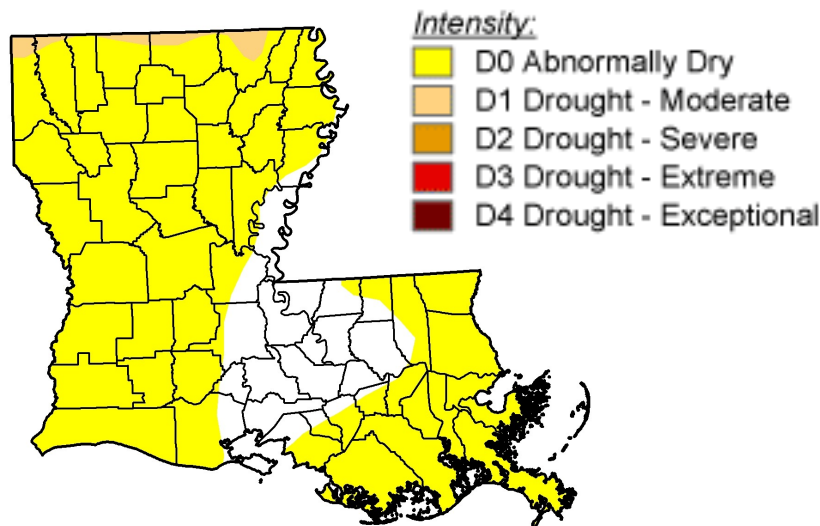 Intensity:
D0 Abnormally Dry
D1 Drought - Moderate
D2 Drought - Severe
D3 Drought - Extreme
D4 Drought - Exceptional